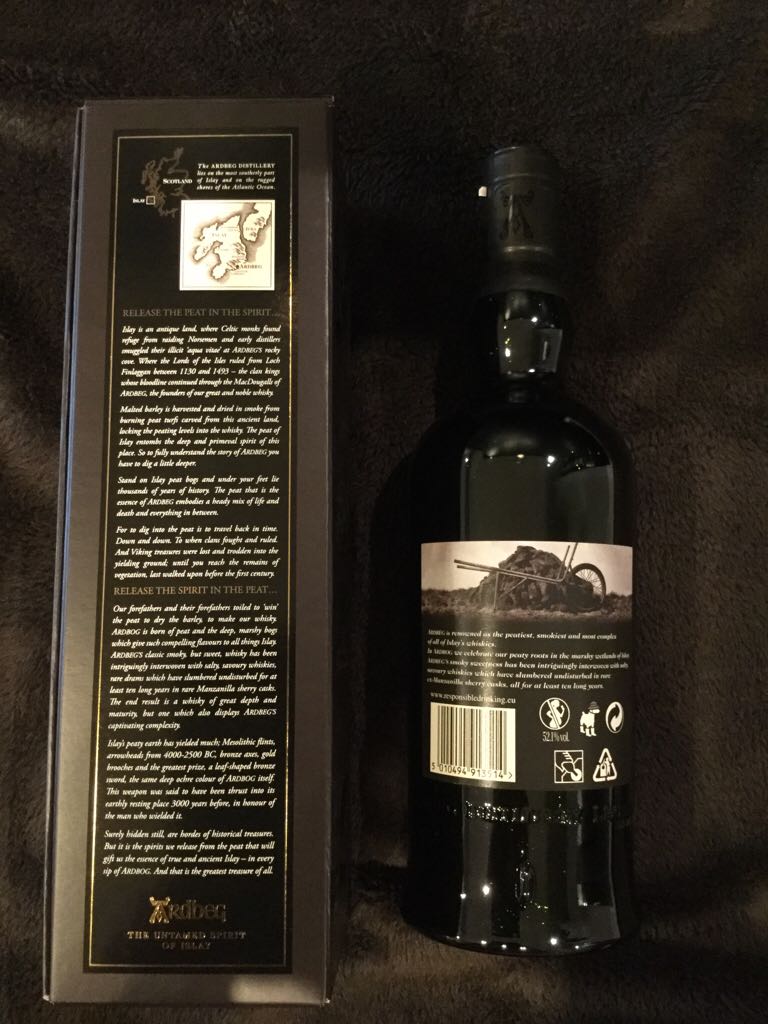 The ARDBEG DISTILLERY
lies on the most southerly part
of Islay and on the rugged
shores of the Atlantic Ocean.
SCOTLAND
ISLAY
ISLAY
JURA
ARDBEG
RELEASE THE PEAT IN THE SPIRIT...
Islay is an antique land, where Celtic monks found
refuge from raiding Norsemen and early distillers
smuggled their illicit 'aqua vitae' at ARDBEG'S rocky
cove. Where the Lords of the Isles ruled from Loch
Finlaggan between 1130 and 1493 – the clan kings
whose bloodline continued through the MacDougalls of
ARDBEG, the founders of our great and noble whisky.
Malted barley is harvested and dried in smoke from
burning peat turfs carved from this ancient land,
locking the peating levels into the whisky. The peat of
Islay entombs the deep and primeval spirit of this
place. So to fully understand the story of ARDBEG you
have to dig a little deeper.
Stand on Islay peat bogs and under your feet lie
thousands of years of history. The peat that is the
essence of ARDBEG embodies a heady mix of life and
death and everything in between.
For to dig into the peat is to travel back in time.
Down and down. To when clans fought and ruled.
And Viking treasures were lost and trodden into the
yielding ground; until you reach the remains of
vegetation, last walked upon before the first century.
RELEASE THE SPIRIT IN THE PEAT...
Our forefathers and their forefathers toiled to 'win'
the peat to dry the barley, to make our whisky.
ARDBOG is born of peat and the deep, marshy bogs
which give such compelling flavours to all things Islay.
ARDBEG'S classic smoky, but sweet, whisky has been
intriguingly interwoven with salty, savoury whiskies,
rare drams which have slumbered undisturbed for at
least ten long years in rare Manzanilla sherry casks.
The end result is a whisky of great depth and
maturity, but one which also displays ARDBEG'S
captivating complexity.
Islay's peaty earth has yielded much; Mesolithic flints,
arrowheads from 4000-2500 BC, bronze axes, gold
brooches and the greatest prize, a leaf-shaped bronze
sword, the same deep ochre colour of ARDBOG itself.
This weapon was said to have been thrust into its
earthly resting place 3000 years before, in honour of
the man who wielded it.
Surely hidden still, are hordes of historical treasures.
But it is the spirits we release from the peat that will
gift us the essence of true and ancient Islay – in every
sip of ARDBOG. And that is the greatest treasure of all.
ARDBEG
THE UNTAMED SPIRIT
OF ISLAY
A
ARDBEG is renowned as the peatiest, smokiest and most complex
of all of Islay's whiskies.
In ARDBOG we celebrate our peaty roots in the marshy wetlands of Islay.
ARDBEG'S smoky sweetness has been intriguingly interwoven with salty,
savoury whiskies which have slumbered undisturbed in rare
ex-Manzanilla sherry casks, all for at least ten long years.
www.responsibledrinking.eu
52.1% vol.
5 010494 913514 >